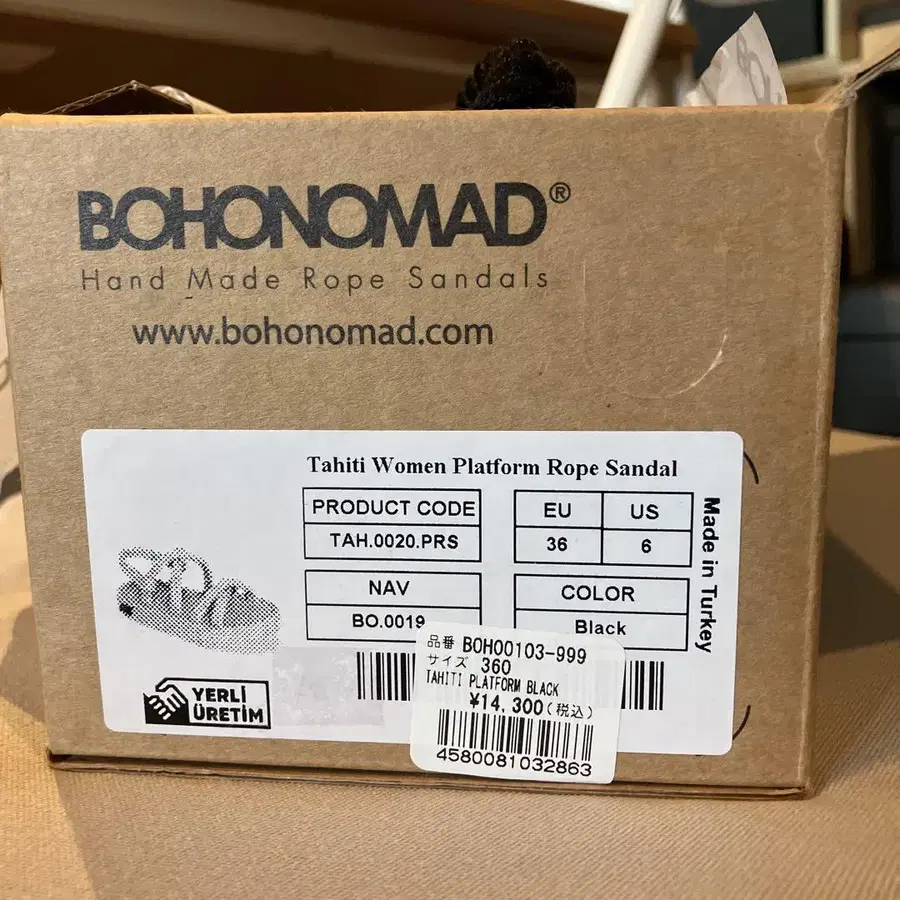 BOHONOMAD®
Hand Made Rope Sandals
www.bohonomad.com
Tahiti Women Platform Rope Sandal
PRODUCT CODE
TAH.0020.PRS
EU US
36 6
NAV
BO.0019
COLOR
Black
Made in Turkey
YERLİ
ÜRETİM
品番 BOH00103-999
サイズ 360
TAHITI PLATFORM BLACK
¥14,300(税込)
4580081032863